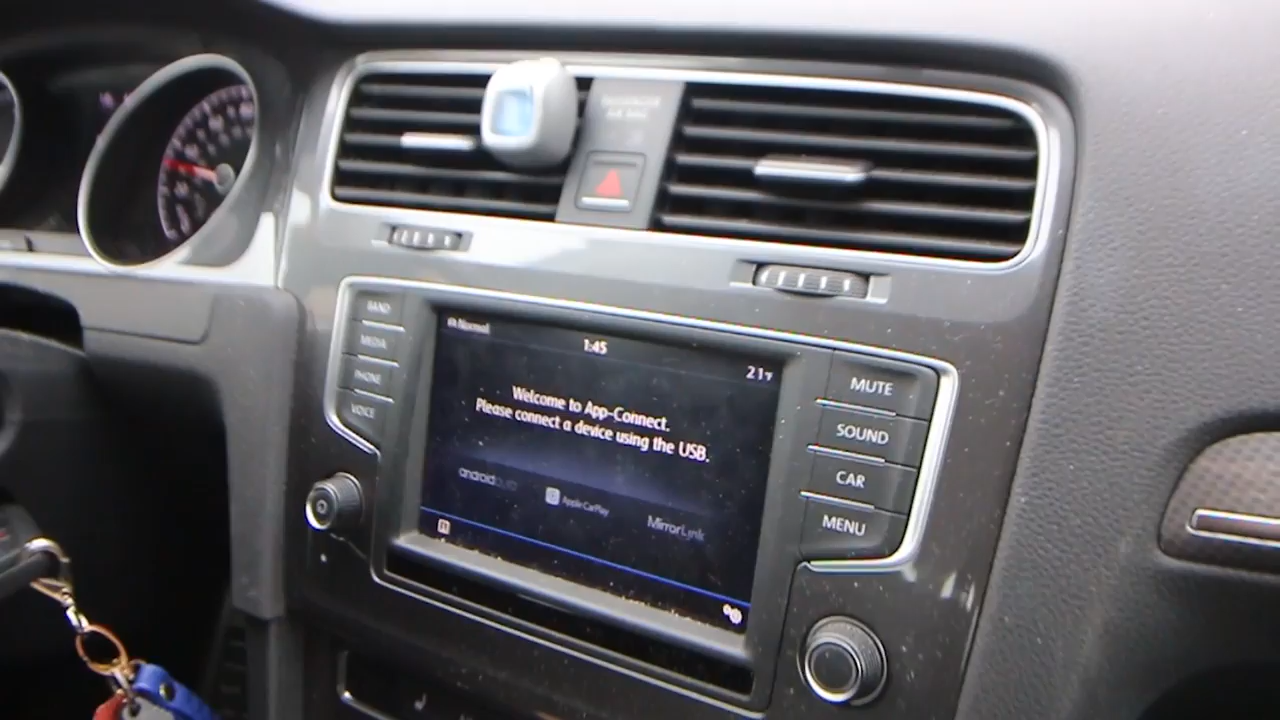 BAND
MEDIA
PHONE
VOICE
Normal
1:45
21°F
Welcome to App-Connect.
Please connect a device using the USB.
androidauto
Apple CarPlay
MirrorLink
MUTE
SOUND
CAR
MENU